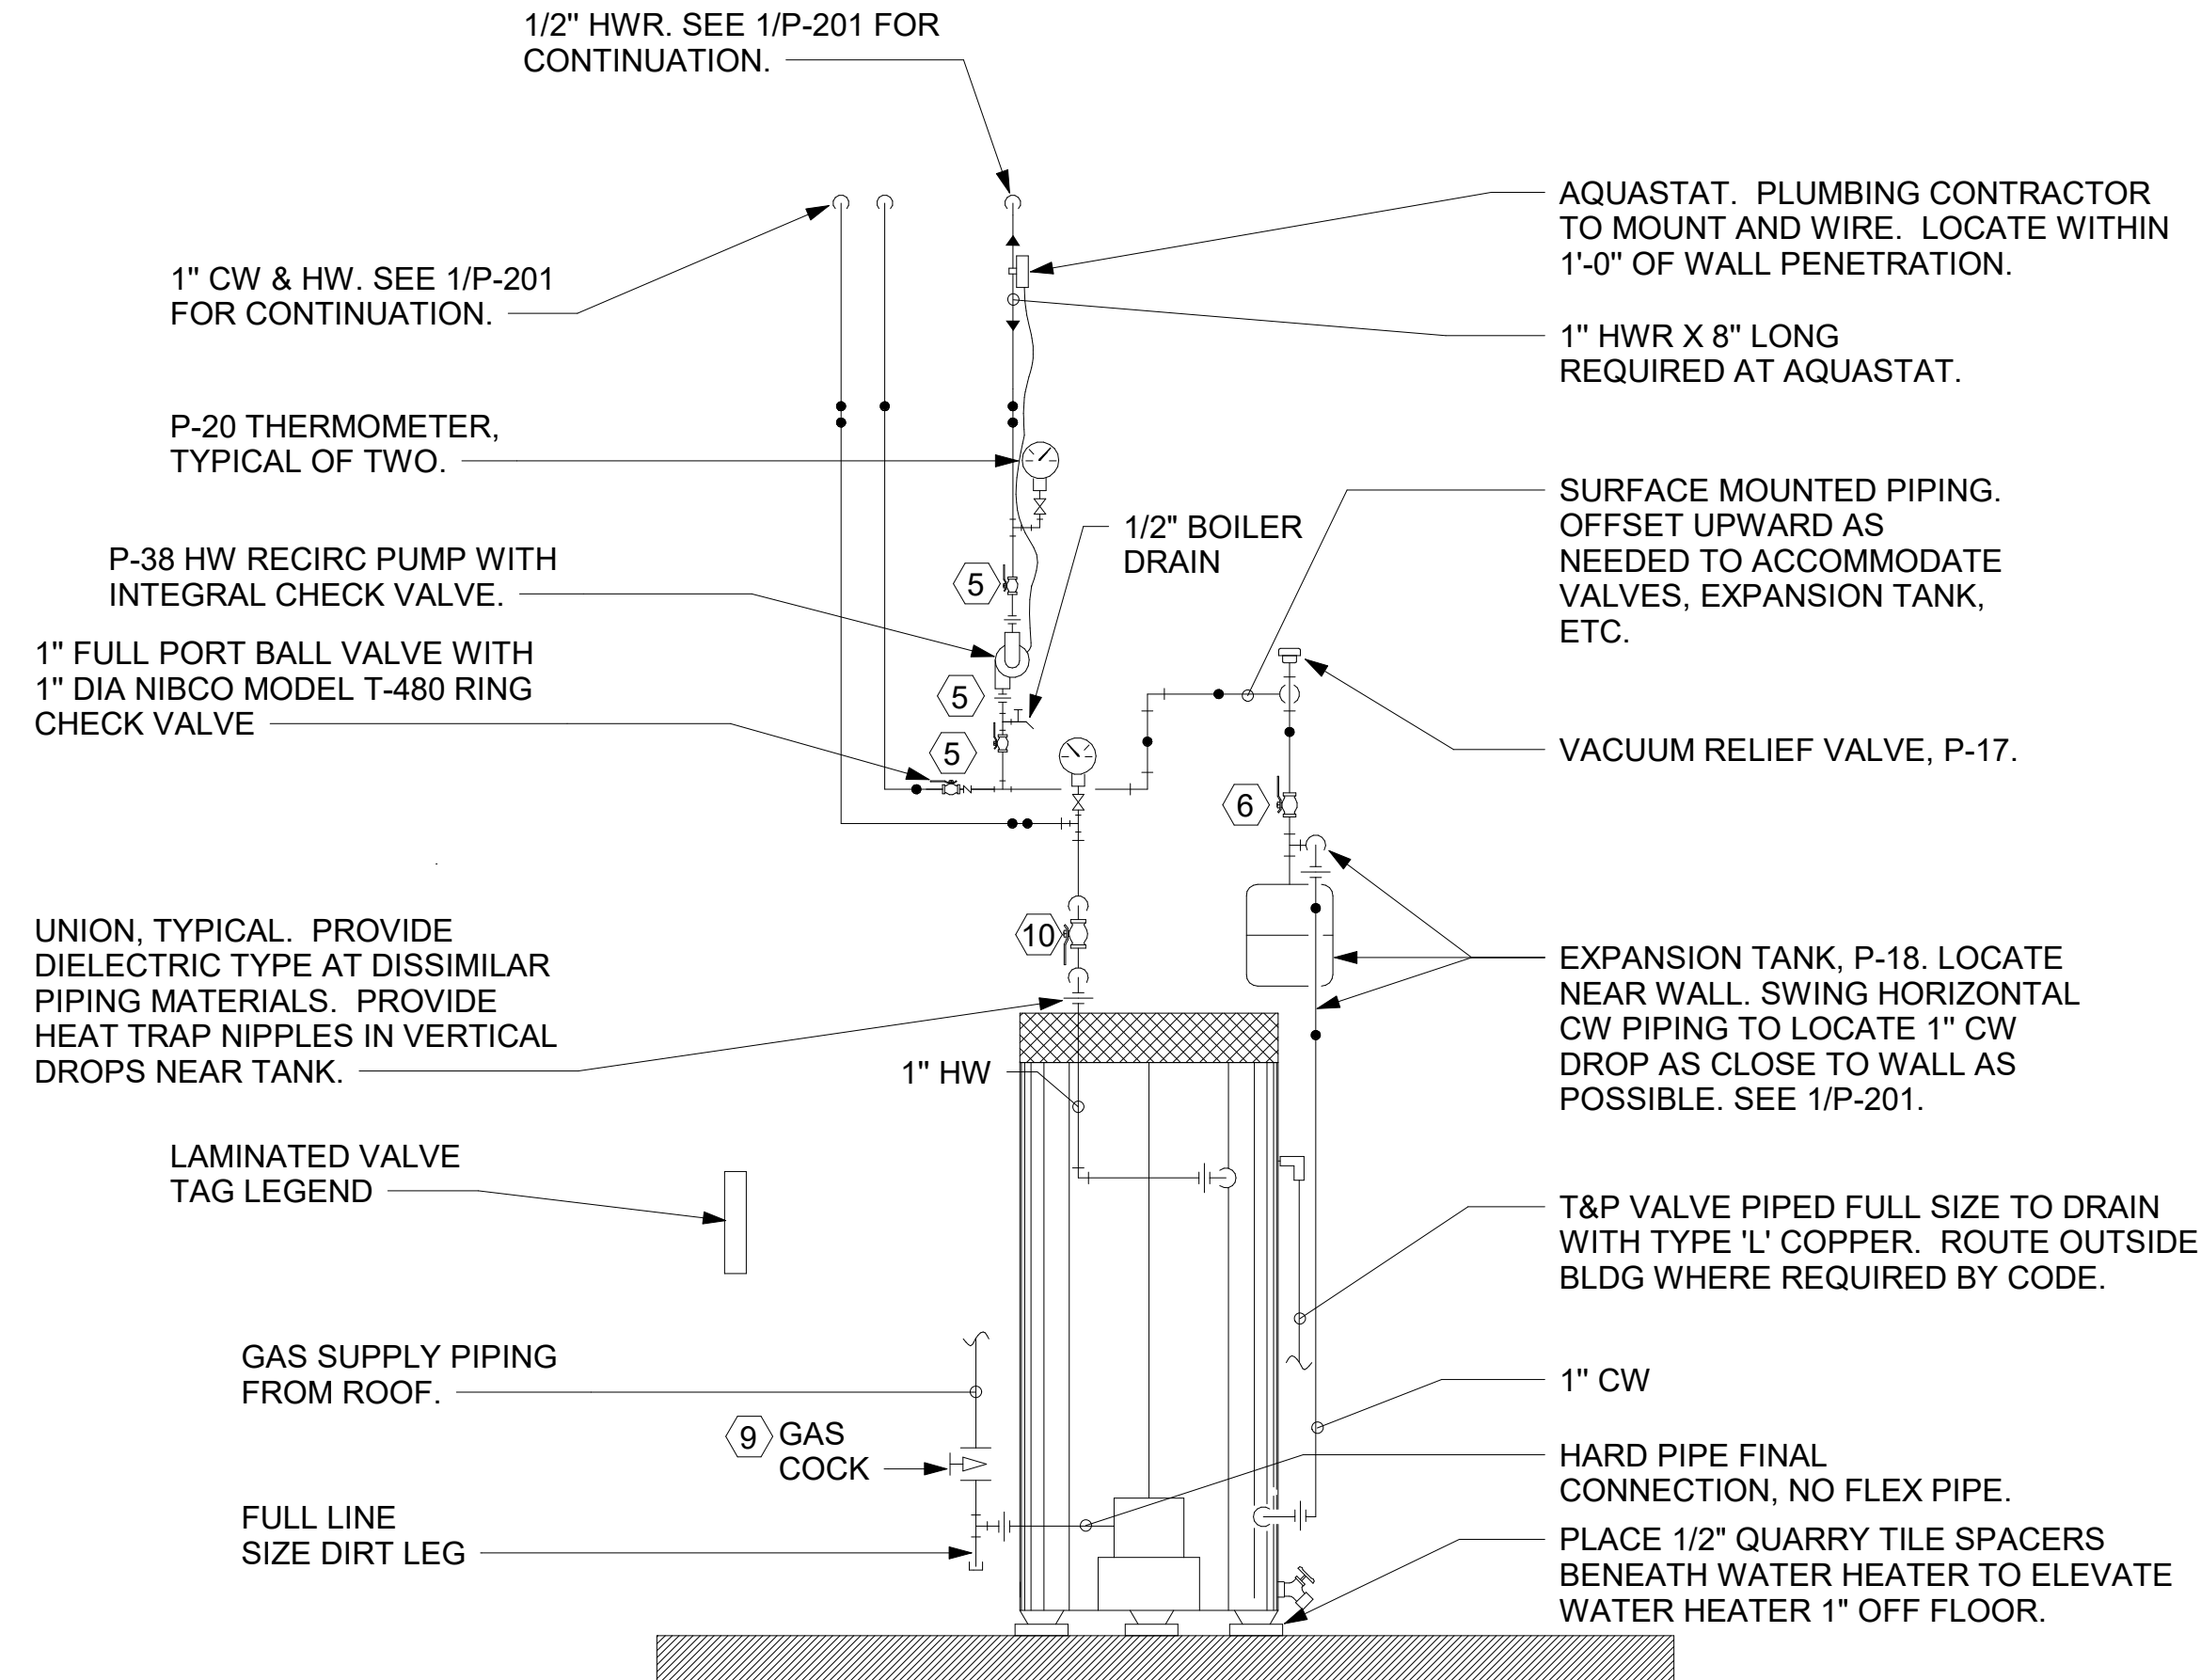 1/2" HWR. SEE 1/P-201 FOR
CONTINUATION.
1" CW & HW. SEE 1/P-201
FOR CONTINUATION.
P-20 THERMOMETER,
TYPICAL OF TWO.
P-38 HW RECIRC PUMP WITH
INTEGRAL CHECK VALVE.
1" FULL PORT BALL VALVE WITH
1" DIA NIBCO MODEL T-480 RING
CHECK VALVE
UNION, TYPICAL. PROVIDE
DIELECTRIC TYPE AT DISSIMILAR
PIPING MATERIALS. PROVIDE
HEAT TRAP NIPPLES IN VERTICAL
DROPS NEAR TANK.
LAMINATED VALVE
TAG LEGEND
GAS SUPPLY PIPING
FROM ROOF.
9
GAS
COCK
FULL LINE
SIZE DIRT LEG
5
5
5
1/2" BOILER
DRAIN
6
10
1" HW
AQUASTAT. PLUMBING CONTRACTOR
TO MOUNT AND WIRE. LOCATE WITHIN
1'-0" OF WALL PENETRATION.
1" HWR X 8" LONG
REQUIRED AT AQUASTAT.
SURFACE MOUNTED PIPING.
OFFSET UPWARD AS
NEEDED TO ACCOMMODATE
VALVES, EXPANSION TANK,
ETC.
VACUUM RELIEF VALVE, P-17.
EXPANSION TANK, P-18. LOCATE
NEAR WALL. SWING HORIZONTAL
CW PIPING TO LOCATE 1" CW
DROP AS CLOSE TO WALL AS
POSSIBLE. SEE 1/P-201.
T&P VALVE PIPED FULL SIZE TO DRAIN
WITH TYPE 'L' COPPER. ROUTE OUTSIDE
BLDG WHERE REQUIRED BY CODE.
1" CW
HARD PIPE FINAL
CONNECTION, NO FLEX PIPE.
PLACE 1/2" QUARRY TILE SPACERS
BENEATH WATER HEATER TO ELEVATE
WATER HEATER 1" OFF FLOOR.